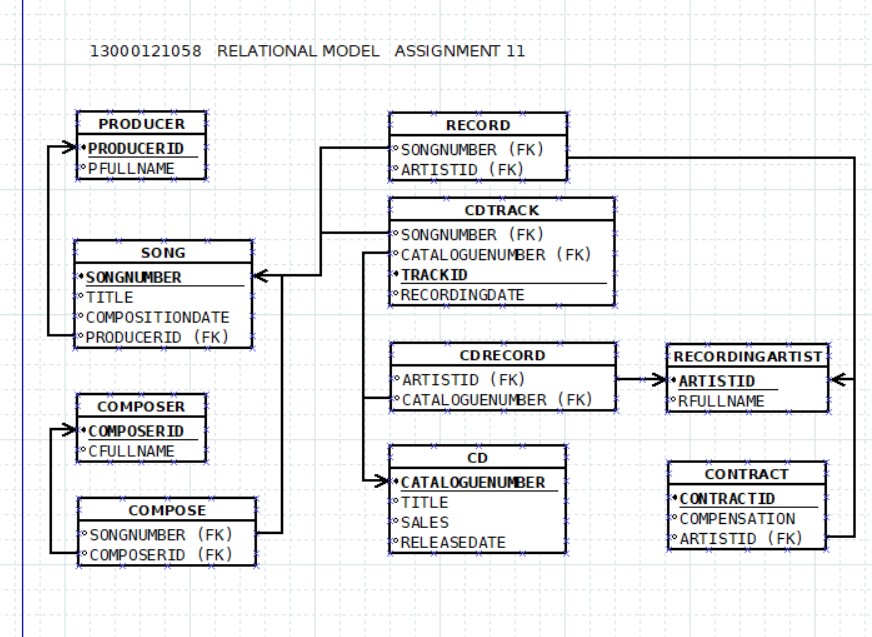 13000121058 RELATIONAL MODEL ASSIGNMENT 11
PRODUCER
PRODUCERID
PFULLNAME
SONG
SONGNUMBER
TITLE
COMPOSITIONDATE
PRODUCERID (FK)
COMPOSER
COMPOSERID
CFULLNAME
COMPOSE
SONGNUMBER (FK)
COMPOSERID (FK)
RECORD
SONGNUMBER (FK)
ARTISTID (FK)
CDTRACK
SONGNUMBER (FK)
CATALOGUENUMBER (FK)
TRACKID
RECORDINGDATE
CDRECORD
ARTISTID (FK)
CATALOGUENUMBER (FK)
CD
CATALOGUENUMBER
TITLE
SALES
RELEASEDATE
RECORDINGARTIST
ARTISTID
RFULLNAME
CONTRACT
CONTRACTID
COMPENSATION
ARTISTID (FK)